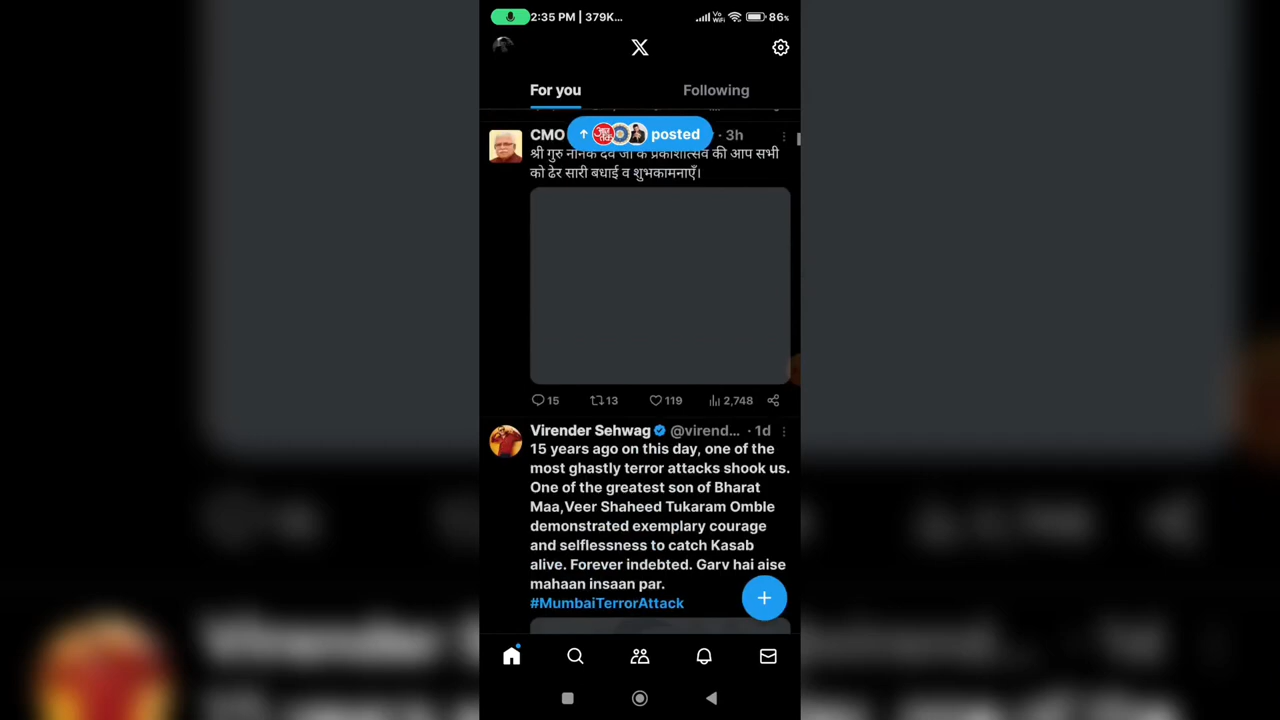 2:35 PM | 379K...
Vo
WiFi
86%
X
For you
Following
posted
CMO
· 3h
श्री गुरु नानक देव जी के प्रकाशोत्सव की आप सभी
को ढेर सारी बधाई व शुभकामनाएँ।
15
13
119
2,748
Virender Sehwag @virend... · 1d
15 years ago on this day, one of the
most ghastly terror attacks shook us.
One of the greatest son of Bharat
Maa,Veer Shaheed Tukaram Omble
demonstrated exemplary courage
and selflessness to catch Kasab
alive. Forever indebted. Garv hai aise
mahaan insaan par.
#MumbaiTerrorAttack